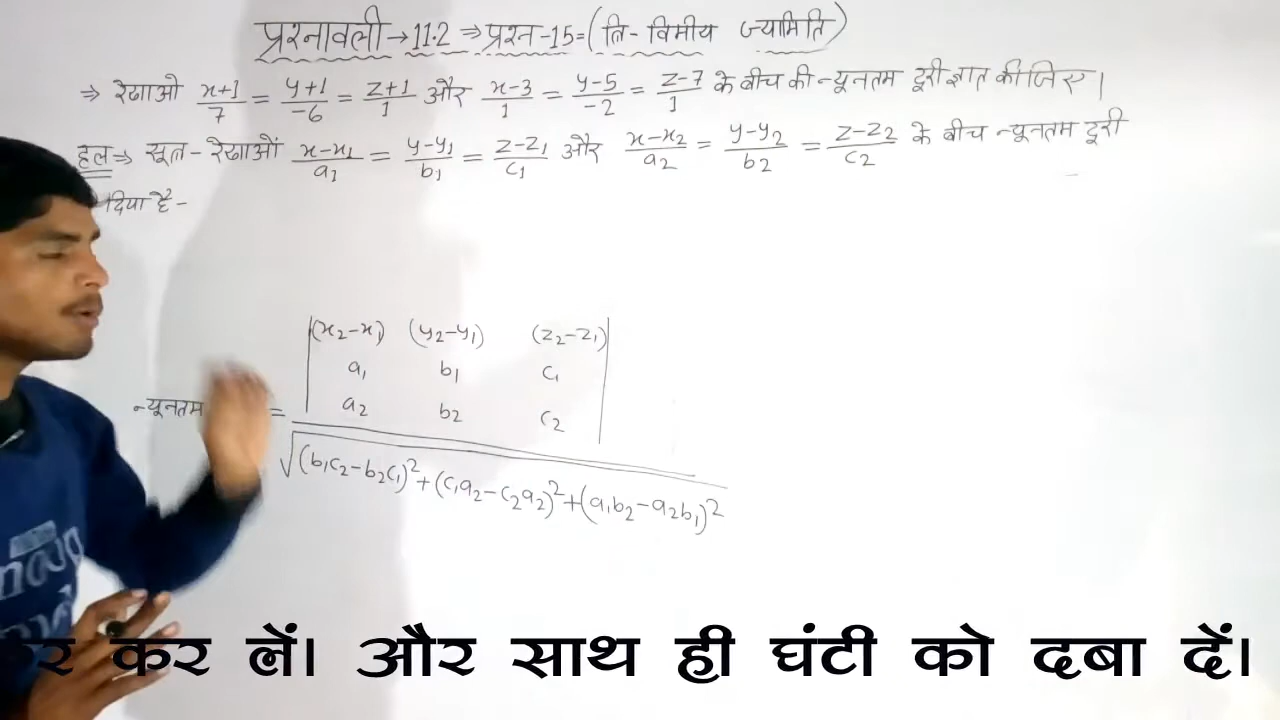 प्रश्नावली → 11.2 ⇒ प्रश्न - 15 = (त्रि - विमीय ज्यामिति)
⇒ रेखाओ x+1/7 = y+1/-6 = z+1/1 और x-3/1 = y-5/-2 = z-7/1 के बीच की न्यूनतम दूरी ज्ञात कीजिए।
हल ⇒ सूत्र - रेखाओं x-x₁/a₁ = y-y₁/b₁ = z-z₁/c₁ और x-x₂/a₂ = y-y₂/b₂ = z-z₂/c₂ के बीच न्यूनतम दूरी
दिया है -
(x₂-x₁) (y₂-y₁) (z₂-z₁)
a₁ b₁ c₁
a₂ b₂ c₂
न्यूनतम =
√(b₁c₂-b₂c₁)²+(c₁a₂-c₂a₂)²+(a₁b₂-a₂b₁)²
र कर लें। और साथ ही घंटी को दबा दें।